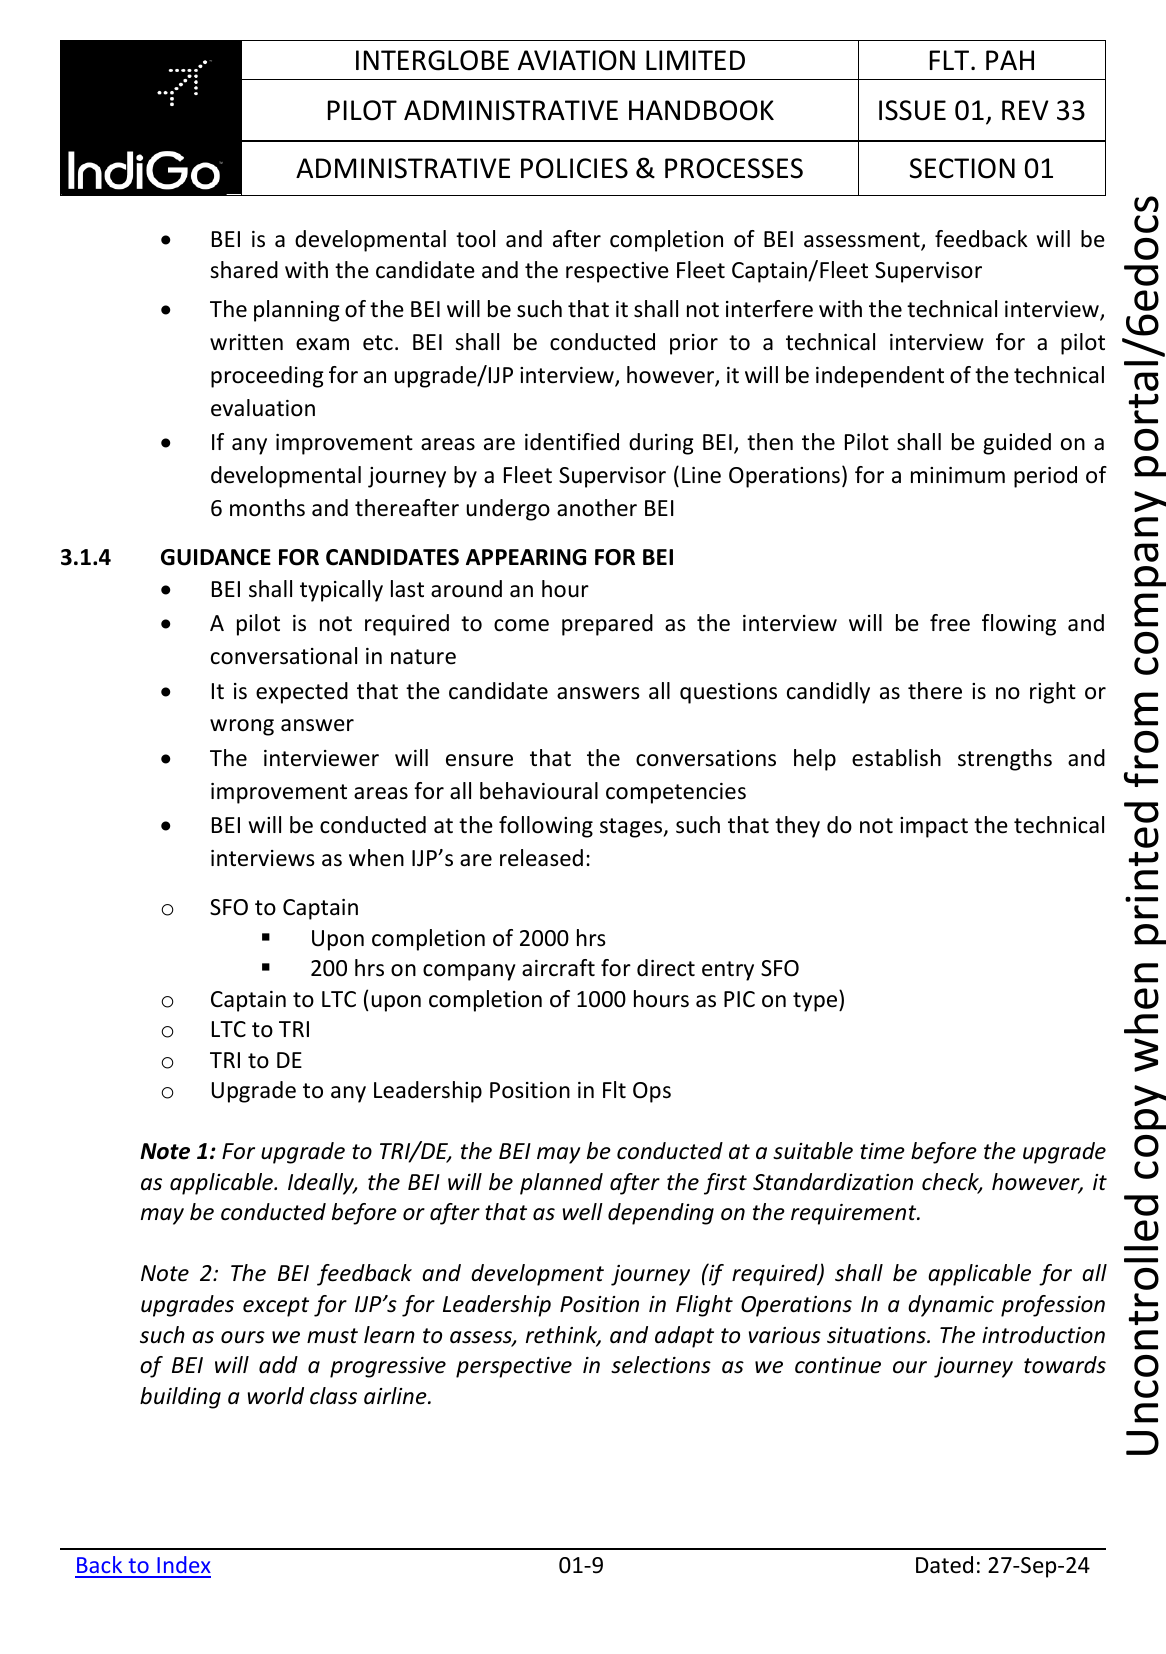 INTERGLOBE AVIATION LIMITED
FLT. PAH
PILOT ADMINISTRATIVE HANDBOOK
ISSUE 01, REV 33
IndiGo
ADMINISTRATIVE POLICIES & PROCESSES
SECTION 01
• BEI is a developmental tool and after completion of BEI assessment, feedback will be
shared with the candidate and the respective Fleet Captain/Fleet Supervisor
• The planning of the BEI will be such that it shall not interfere with the technical interview,
written exam etc. BEI shall be conducted prior to a technical interview for a pilot
proceeding for an upgrade/IJP interview, however, it will be independent of the technical
evaluation
• If any improvement areas are identified during BEI, then the Pilot shall be guided on a
developmental journey by a Fleet Supervisor (Line Operations) for a minimum period of
6 months and thereafter undergo another BEI
3.1.4 GUIDANCE FOR CANDIDATES APPEARING FOR BEI
• BEI shall typically last around an hour
• A pilot is not required to come prepared as the interview will be free flowing and
conversational in nature
• It is expected that the candidate answers all questions candidly as there is no right or
wrong answer
• The interviewer will ensure that the conversations help establish strengths and
improvement areas for all behavioural competencies
• BEI will be conducted at the following stages, such that they do not impact the technical
interviews as when IJP’s are released:
o SFO to Captain
▪ Upon completion of 2000 hrs
▪ 200 hrs on company aircraft for direct entry SFO
o Captain to LTC (upon completion of 1000 hours as PIC on type)
o LTC to TRI
o TRI to DE
o Upgrade to any Leadership Position in Flt Ops
Note 1: For upgrade to TRI/DE, the BEI may be conducted at a suitable time before the upgrade
as applicable. Ideally, the BEI will be planned after the first Standardization check, however, it
may be conducted before or after that as well depending on the requirement.
Note 2: The BEI feedback and development journey (if required) shall be applicable for all
upgrades except for IJP’s for Leadership Position in Flight Operations In a dynamic profession
such as ours we must learn to assess, rethink, and adapt to various situations. The introduction
of BEI will add a progressive perspective in selections as we continue our journey towards
building a world class airline.
Back to Index
01-9
Dated: 27-Sep-24
Uncontrolled copy when printed from company portal/6edocs